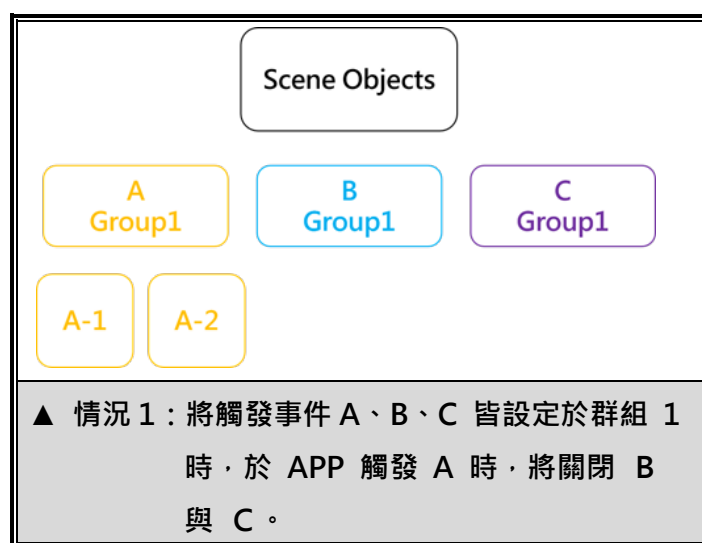 Scene Objects
A
Group1
B
Group1
C
Group1
A-1
A-2
▲ 情況1：將觸發事件A、B、C 皆設定於群組 1
時，於 APP 觸發 A 時，將關閉 B
與 C。